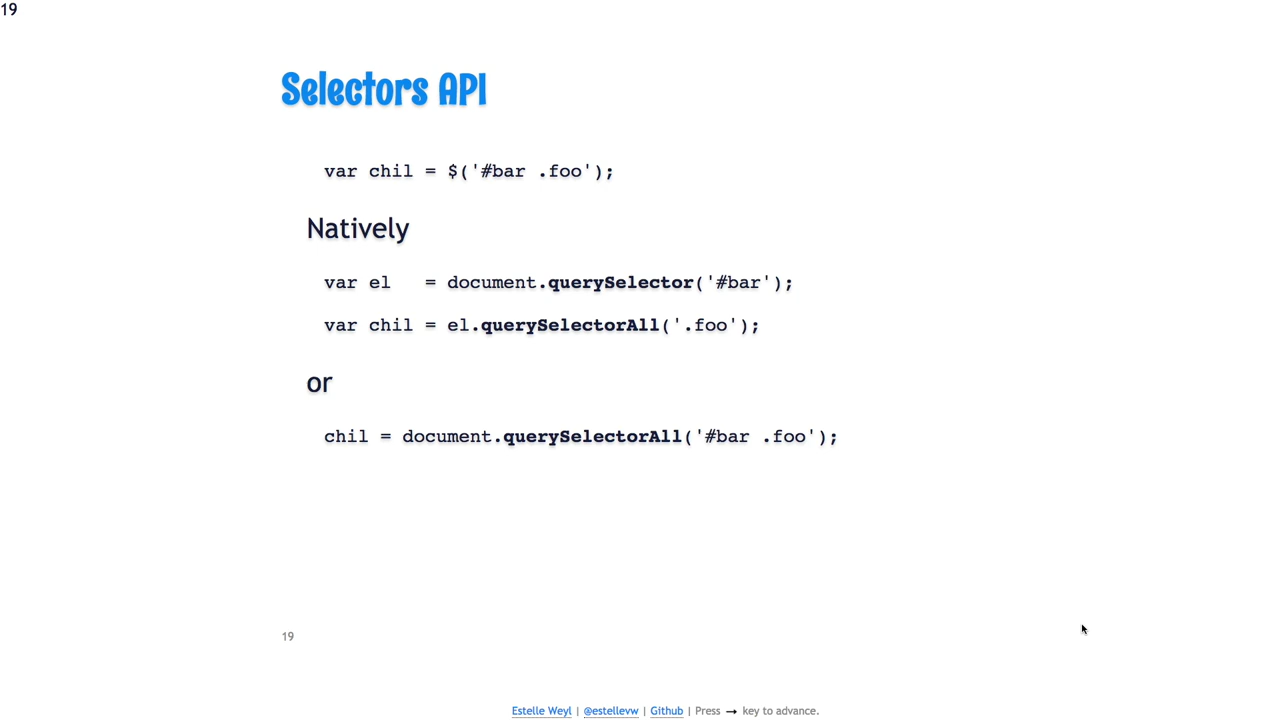 19
Selectors API
var chil = $('#bar .foo');
Natively
var el   = document.querySelector('#bar');
var chil = el.querySelectorAll('.foo');
or
chil = document.querySelectorAll('#bar .foo');
19
Estelle Weyl | @estellevw | Github | Press → key to advance.